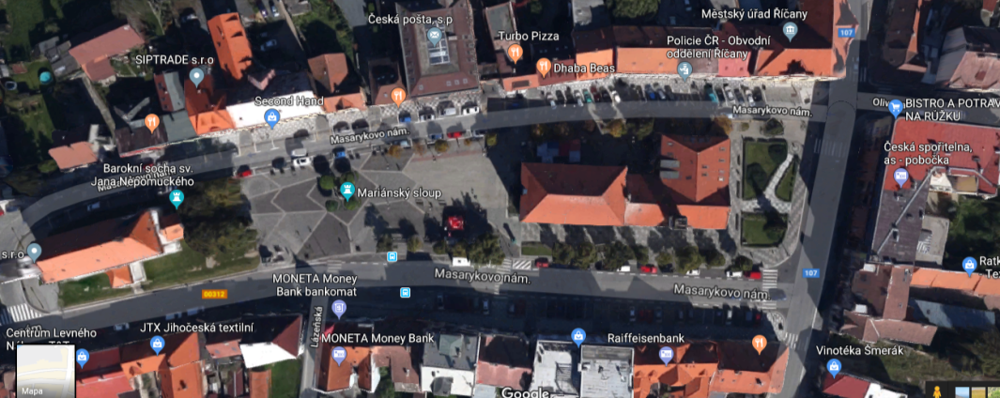 Česká pošta, s.p
Městský úřad Říčany
107
Turbo Pizza
Policie ČR - Obvodní
oddělení Říčany
SIPTRADE s.r.o
Dhaba Beas
Second Hand
Masarykovo nám.
BISTRO A POTRAV
NA RŮŽKU
Masarykovo nám.
Česká spořitelna,
as - pobočka
Barokní socha sv.
Jana Nepomuckého
Mariánský sloup
s.r.o
Ratk
Te
107
MONETA Money
Bank bankomat
Masarykovo nám.
Masarykovo nám.
00312
Lázeňská
Centrum Levného
JTX Jihočeská textilní
MONETA Money Bank
Raiffeisenbank
Vinotéka Šmerák
Mapa
Google